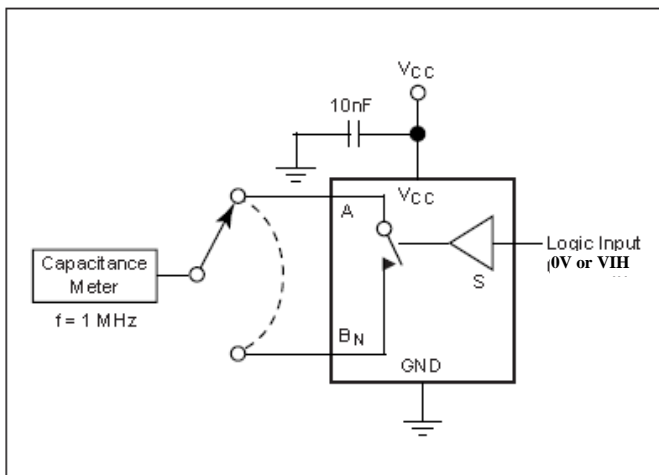 VCC
10nF
VCC
A
Logic Input
(0V or VIH
S
Capacitance
Meter
f = 1 MHz
BN
GND